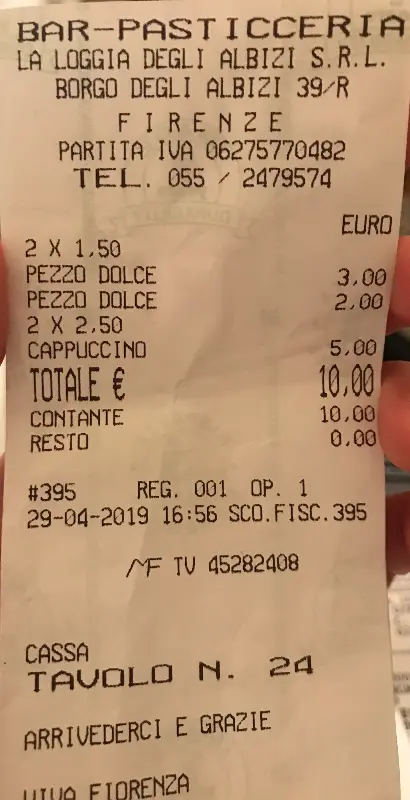 BAR-PASTICCERIA
LA LOGGIA DEGLI ALBIZI S.R.L.
BORGO DEGLI ALBIZI 39/R
FIRENZE
PARTITA IVA 06275770482
TEL. 055 / 2479574
EURO
2 X 1,50
PEZZO DOLCE 3,00
PEZZO DOLCE 2,00
2 X 2,50
CAPPUCCINO 5,00
TOTALE € 10,00
CONTANTE 10,00
RESTO 0,00
#395 REG. 001 OP. 1
29-04-2019 16:56 SCO.FISC.395
MF TV 45282408
CASSA
TAVOLO N. 24
ARRIVEDERCI E GRAZIE
VIVA FIORENZA